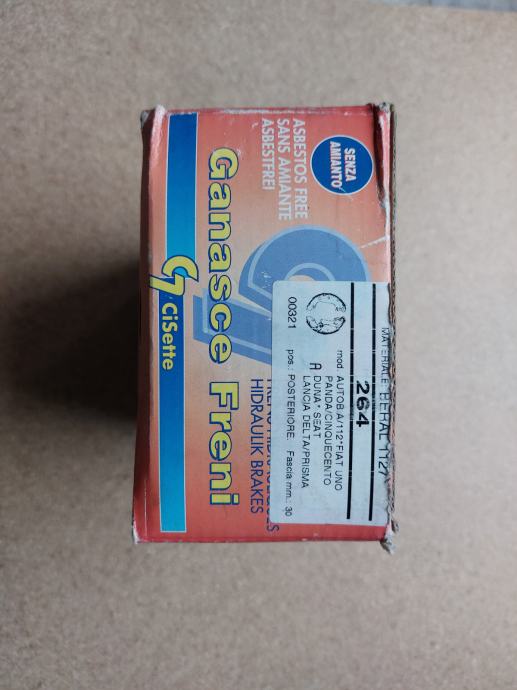 SENZA
AMIANTO
ASBESTOS FREE
SANS AMIANTE
ASBESTFREI
Ganasce Freni
CiSette
HIDRAULIK BRAKES
MATERIALE: BERAL 1127
264
mod. AUTOB.A/112*FIAT UNO
PANDA/CINQUECENTO
A DUNA* SEAT
LANCIA DELTA/PRISMA
00321 pos.: POSTERIORE. Fascia mm.: 30